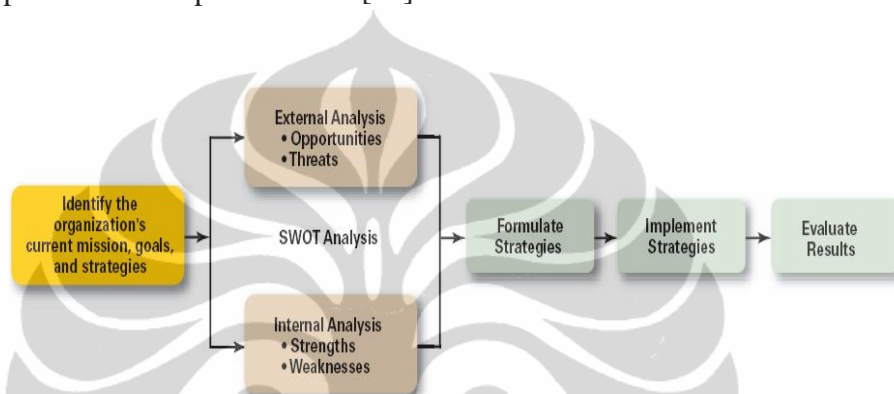 External Analysis
• Opportunities
• Threats
Identify the
organization's
current mission, goals,
and strategies
SWOT Analysis
Formulate
Strategies
Implement
Strategies
Evaluate
Results
Internal Analysis
• Strengths
• Weaknesses